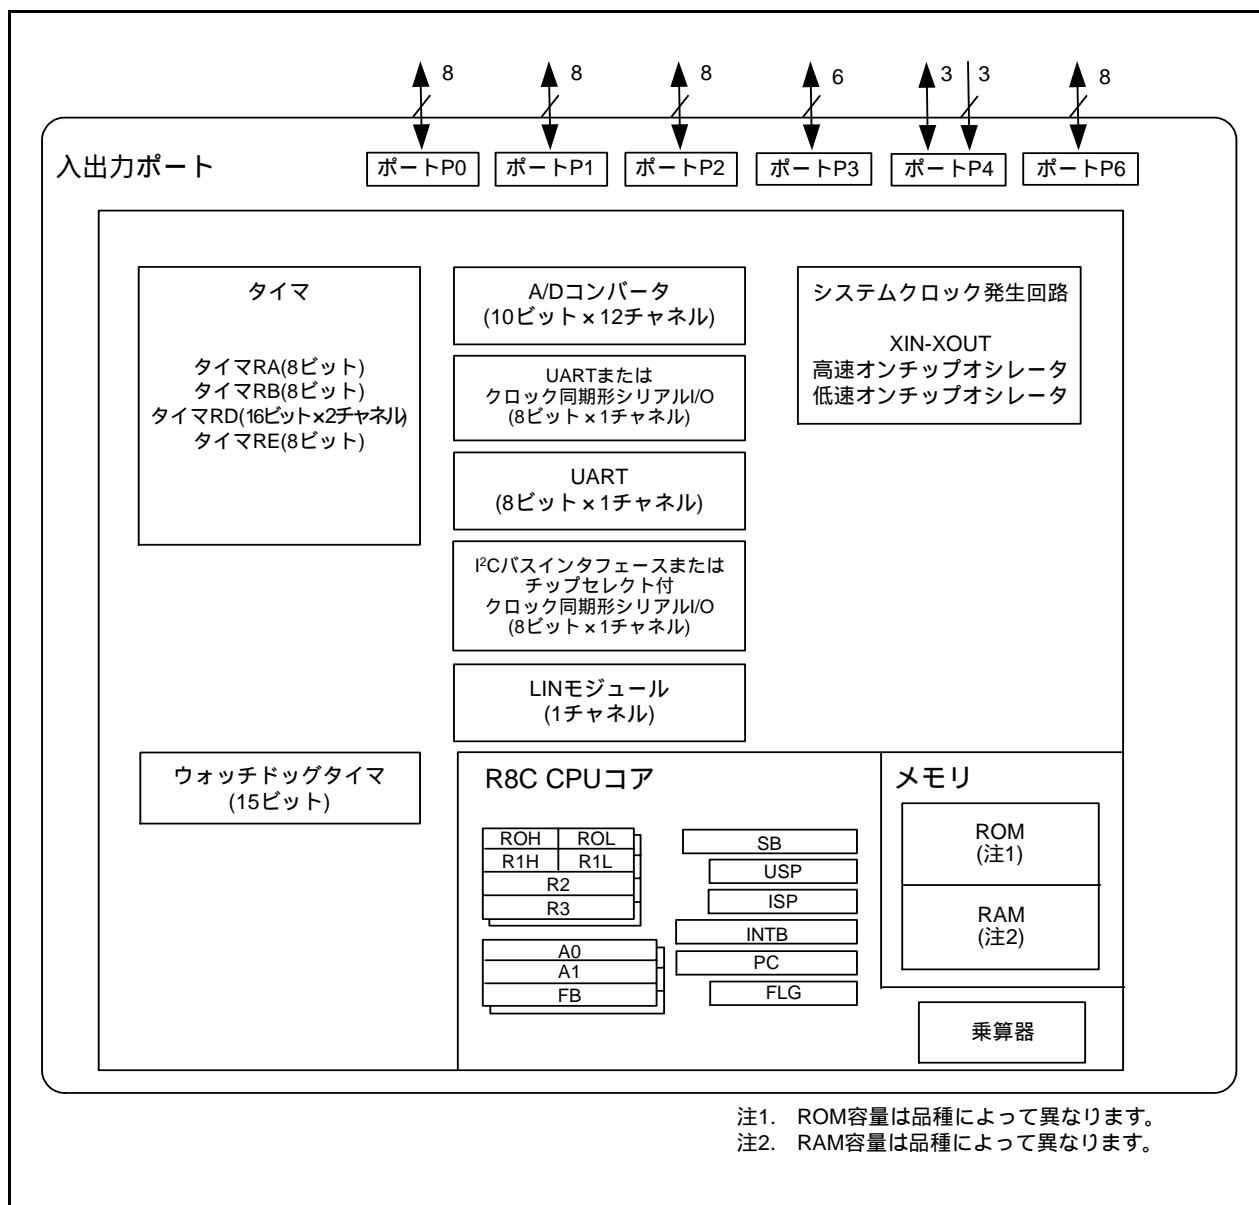 8
8
8
6
3
3
8
入出力ポート
ポートP0
ポートP1
ポートP2
ポートP3
ポートP4
ポートP6
タイマ
タイマRA(8ビット)
タイマRB(8ビット)
タイマRD(16ビット×2チャネル)
タイマRE(8ビット)
A/Dコンバータ
(10ビット×12チャネル)
UARTまたは
クロック同期形シリアルI/O
(8ビット×1チャネル)
UART
(8ビット×1チャネル)
I²Cバスインタフェースまたは
チップセレクト付
クロック同期形シリアルI/O
(8ビット×1チャネル)
LINモジュール
(1チャネル)
システムクロック発生回路
XIN-XOUT
高速オンチップオシレータ
低速オンチップオシレータ
ウォッチドッグタイマ
(15ビット)
R8C CPUコア
ROH
ROL
R1H
R1L
R2
R3
A0
A1
FB
SB
USP
ISP
INTB
PC
FLG
メモリ
ROM
(注1)
RAM
(注2)
乗算器
注1. ROM容量は品種によって異なります。
注2. RAM容量は品種によって異なります。